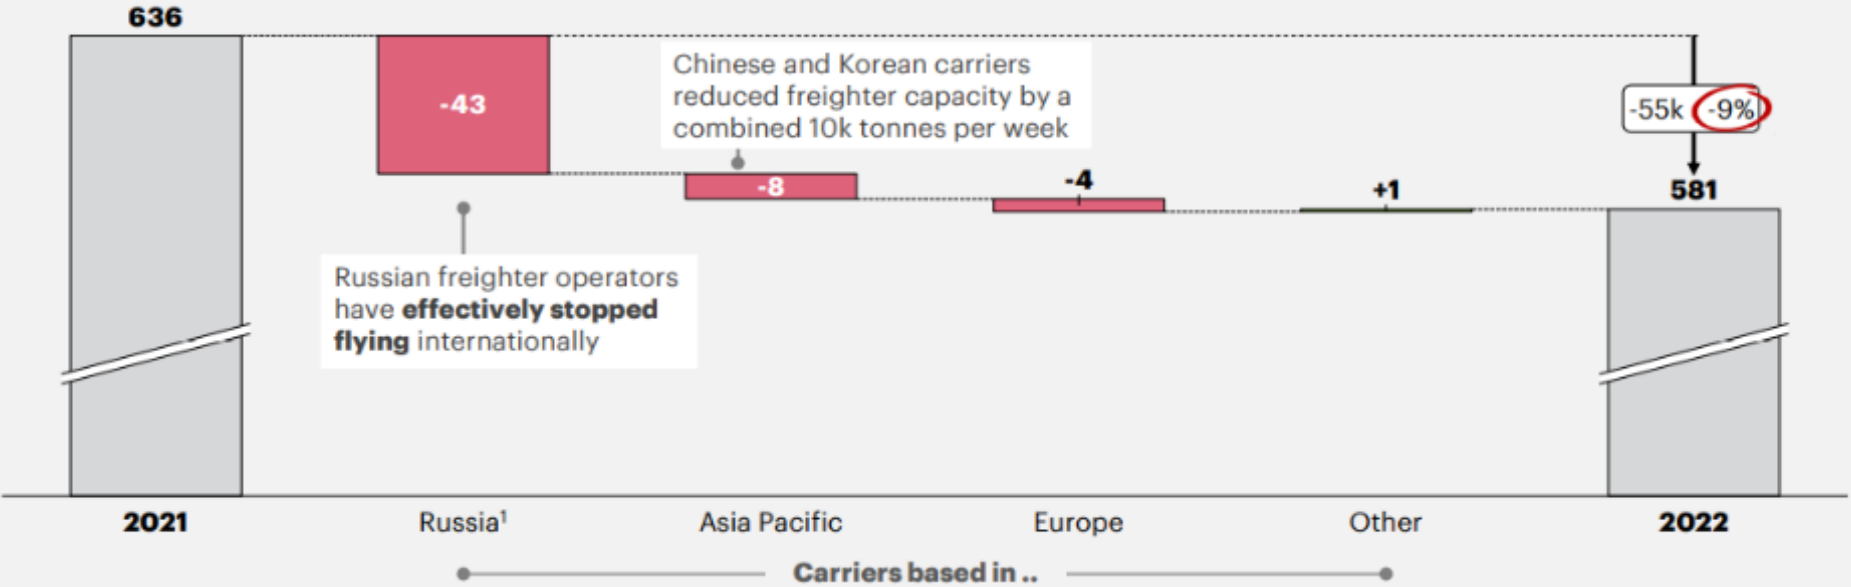 636
-43
Chinese and Korean carriers
reduced freighter capacity by a
combined 10k tonnes per week
-55k -9%
-8
-4
+1
581
Russian freighter operators
have effectively stopped
flying internationally
2021 Russia¹ Asia Pacific Europe Other 2022
Carriers based in ..